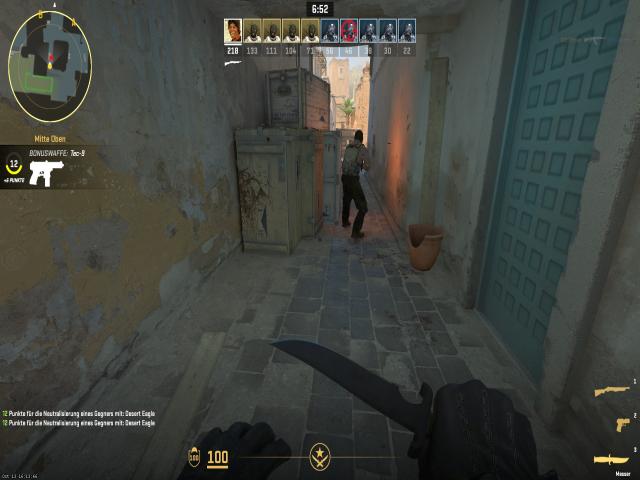 6:52
218 133 111 104 71 56 46 38 30 22
B A
Mitte Oben
BONUSWAFFE: Tec-9
12
+6 PUNKTE
12 Punkte für die Neutralisierung eines Gegners mit: Desert Eagle
12 Punkte für die Neutralisierung eines Gegners mit: Desert Eagle
100 100
1
2
3
Messer